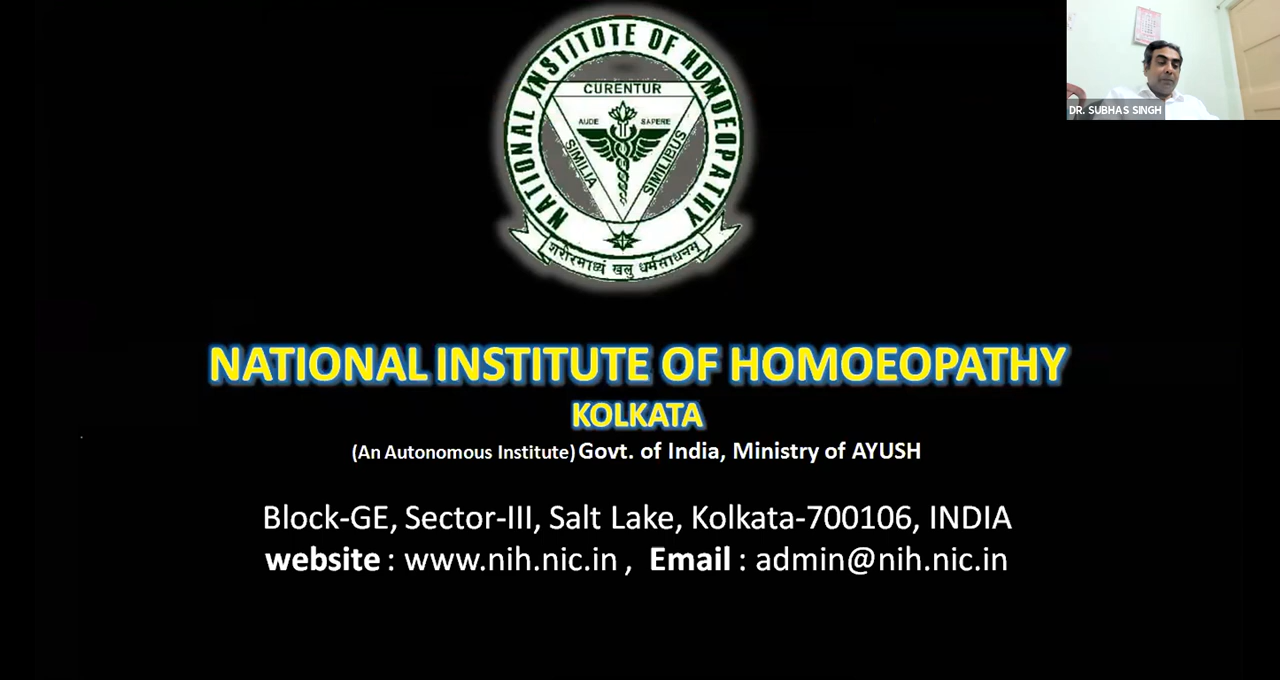 NATIONAL INSTITUTE OF HOMOEOPATHY
CURENTUR
AUDE SAPERE
SIMILIA
SIMILIBUS
शरीरमाध्यं खलु धर्मसाधनम्
DR. SUBHAS SINGH
NATIONAL INSTITUTE OF HOMOEOPATHY
KOLKATA
(An Autonomous Institute) Govt. of India, Ministry of AYUSH
Block-GE, Sector-III, Salt Lake, Kolkata-700106, INDIA
website : www.nih.nic.in , Email : admin@nih.nic.in